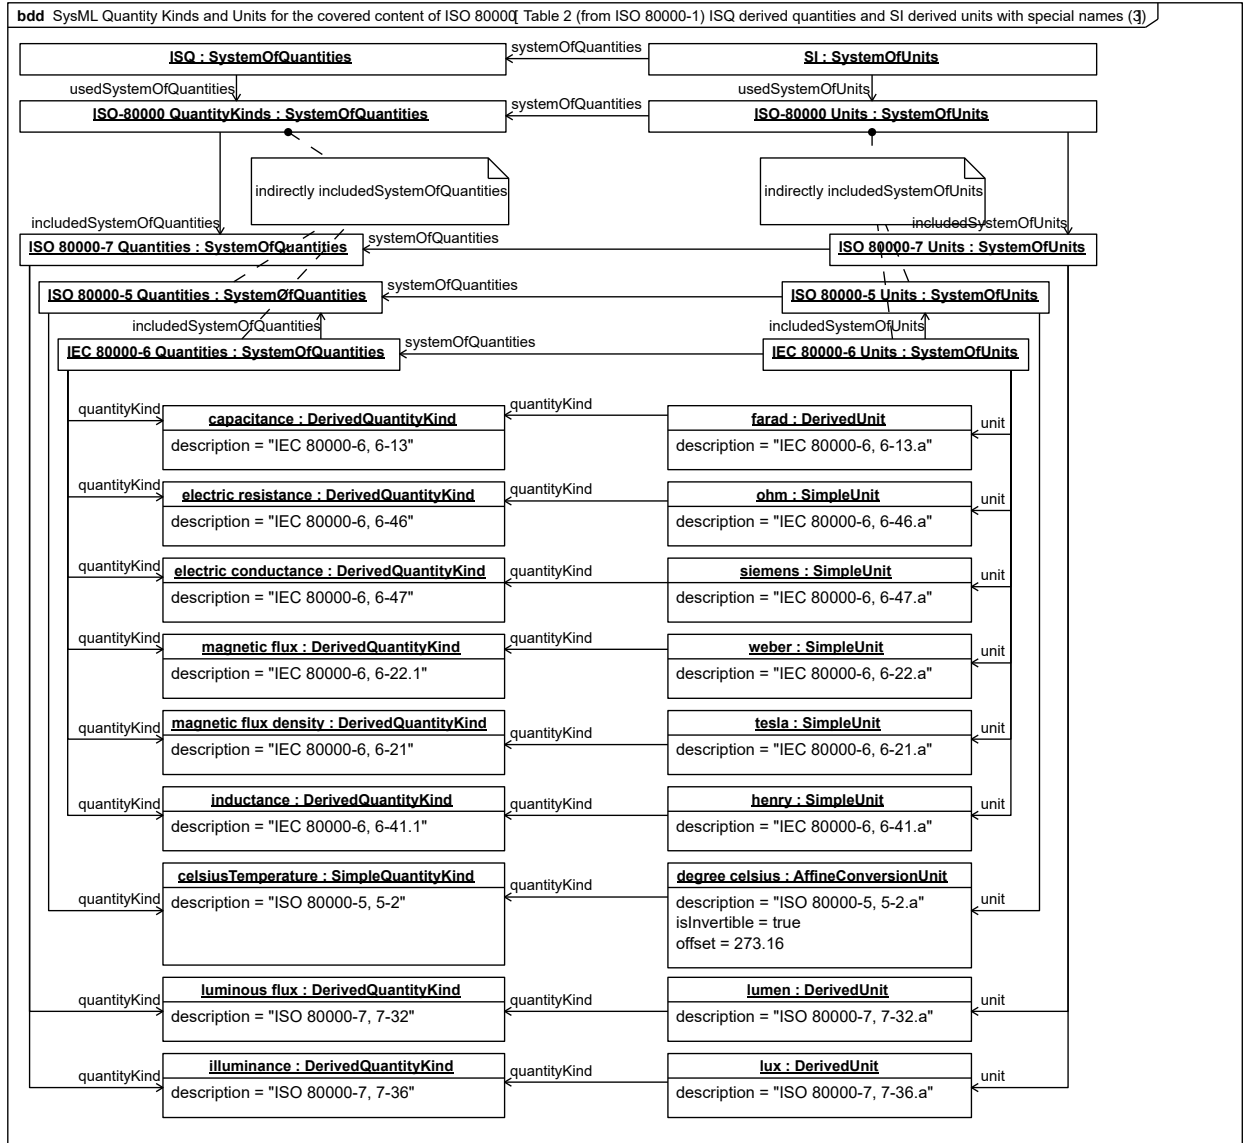 bdd SysML Quantity Kinds and Units for the covered content of ISO 80000[ Table 2 (from ISO 80000-1) ISQ derived quantities and SI derived units with special names (3])
ISQ : SystemOfQuantities
systemOfQuantities
SI : SystemOfUnits
usedSystemOfQuantities
usedSystemOfUnits
ISO-80000 QuantityKinds : SystemOfQuantities
systemOfQuantities
ISO-80000 Units : SystemOfUnits
indirectly includedSystemOfQuantities
indirectly includedSystemOfUnits
includedSystemOfQuantities
includedSystemOfUnits
ISO 80000-7 Quantities : SystemOfQuantities
systemOfQuantities
ISO 80000-7 Units : SystemOfUnits
ISO 80000-5 Quantities : SystemOfQuantities
systemOfQuantities
ISO 80000-5 Units : SystemOfUnits
includedSystemOfQuantities
includedSystemOfUnits
IEC 80000-6 Quantities : SystemOfQuantities
systemOfQuantities
IEC 80000-6 Units : SystemOfUnits
quantityKind
capacitance : DerivedQuantityKind
description = "IEC 80000-6, 6-13"
quantityKind
farad : DerivedUnit
description = "IEC 80000-6, 6-13.a"
unit
quantityKind
electric resistance : DerivedQuantityKind
description = "IEC 80000-6, 6-46"
quantityKind
ohm : SimpleUnit
description = "IEC 80000-6, 6-46.a"
unit
quantityKind
electric conductance : DerivedQuantityKind
description = "IEC 80000-6, 6-47"
quantityKind
siemens : SimpleUnit
description = "IEC 80000-6, 6-47.a"
unit
quantityKind
magnetic flux : DerivedQuantityKind
description = "IEC 80000-6, 6-22.1"
quantityKind
weber : SimpleUnit
description = "IEC 80000-6, 6-22.a"
unit
quantityKind
magnetic flux density : DerivedQuantityKind
description = "IEC 80000-6, 6-21"
quantityKind
tesla : SimpleUnit
description = "IEC 80000-6, 6-21.a"
unit
quantityKind
inductance : DerivedQuantityKind
description = "IEC 80000-6, 6-41.1"
quantityKind
henry : SimpleUnit
description = "IEC 80000-6, 6-41.a"
unit
quantityKind
celsiusTemperature : SimpleQuantityKind
description = "ISO 80000-5, 5-2"
quantityKind
degree celsius : AffineConversionUnit
description = "ISO 80000-5, 5-2.a"
isInvertible = true
offset = 273.16
unit
quantityKind
luminous flux : DerivedQuantityKind
description = "ISO 80000-7, 7-32"
quantityKind
lumen : DerivedUnit
description = "ISO 80000-7, 7-32.a"
unit
quantityKind
illuminance : DerivedQuantityKind
description = "ISO 80000-7, 7-36"
quantityKind
lux : DerivedUnit
description = "ISO 80000-7, 7-36.a"
unit